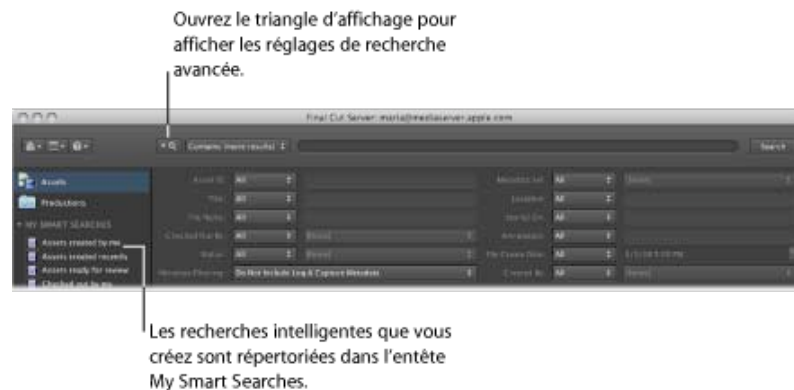 Ouvrez le triangle d’affichage pour
afficher les réglages de recherche
avancée.
Final Cut Server: maria@mediaserver.apple.com
Contains (more results)
Search
Assets
Productions
MY SMART SEARCHES
Assets created by me
Assets created recently
Assets ready for review
Checked out by me
Asset ID: All
Title: All
File Name: All
Checked Out By: All
Status: All
Do Not Include Log & Capture Metadata
Metadata Set: All
Location: All
All
Annotation: All
File Create Date: All
Created By: All
Les recherches intelligentes que vous
créez sont répertoriées dans l’entête
My Smart Searches.